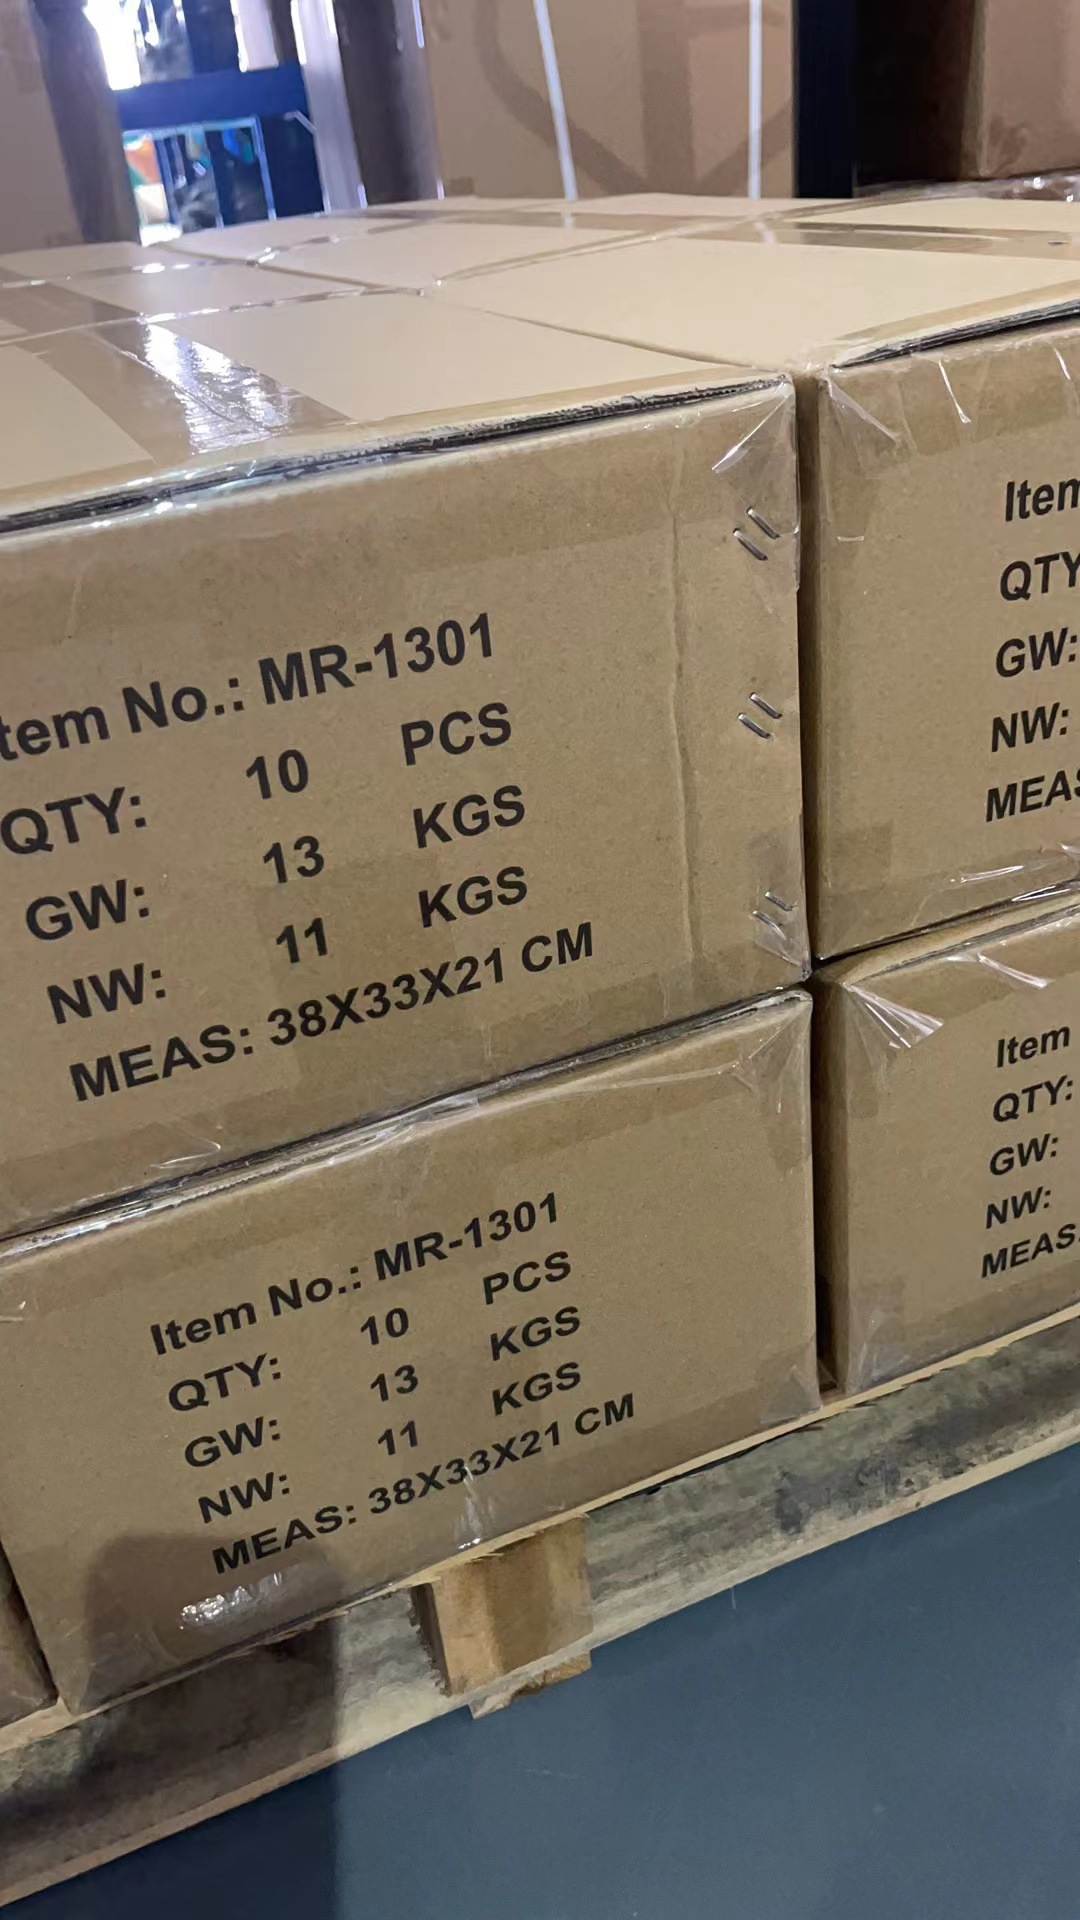 tem No.: MR-1301
QTY: 10 PCS
GW: 13 KGS
NW: 11 KGS
MEAS: 38X33X21 CM
Item
QTY
GW:
NW:
MEAS
Item No.: MR-1301
QTY: 10 PCS
GW: 13 KGS
NW: 11 KGS
MEAS: 38X33X21 CM
Item
QTY:
GW:
NW:
MEAS: